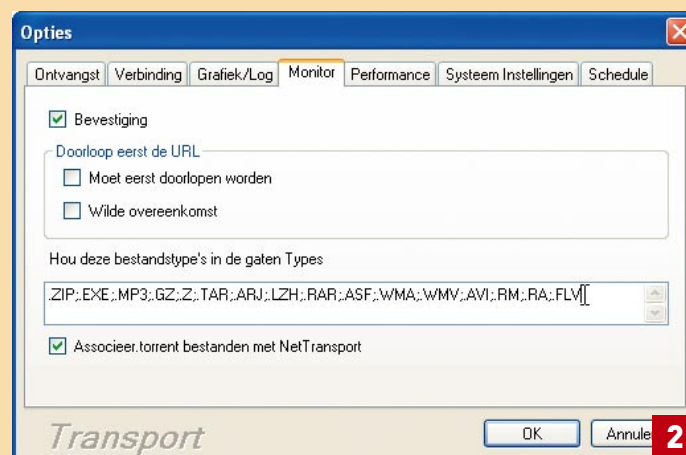 Opties
Ontvangst Verbinding Grafiek/Log Monitor Performance Systeem Instellingen Schedule
Bevestiging
Doorloop eerst de URL
Moet eerst doorlopen worden
Wilde overeenkomst
Hou deze bestandstype's in de gaten Types
.ZIP;.EXE;.MP3;.GZ;.Z;.TAR;.ARJ;.LZH;.RAR;.ASF;.WMA;.WMV;.AVI;.RM;.RA;.FLV
Associeer.torrent bestanden met NetTransport
Transport OK Annule
2